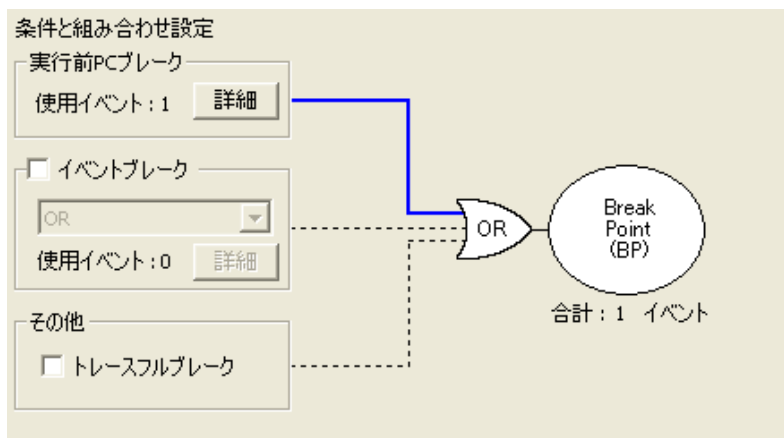 条件と組み合わせ設定
実行前PCブレーク
使用イベント : 1 詳細
イベントブレーク
OR
使用イベント : 0 詳細
その他
トレースフルブレーク
OR
Break
Point
(BP)
合計 : 1 イベント